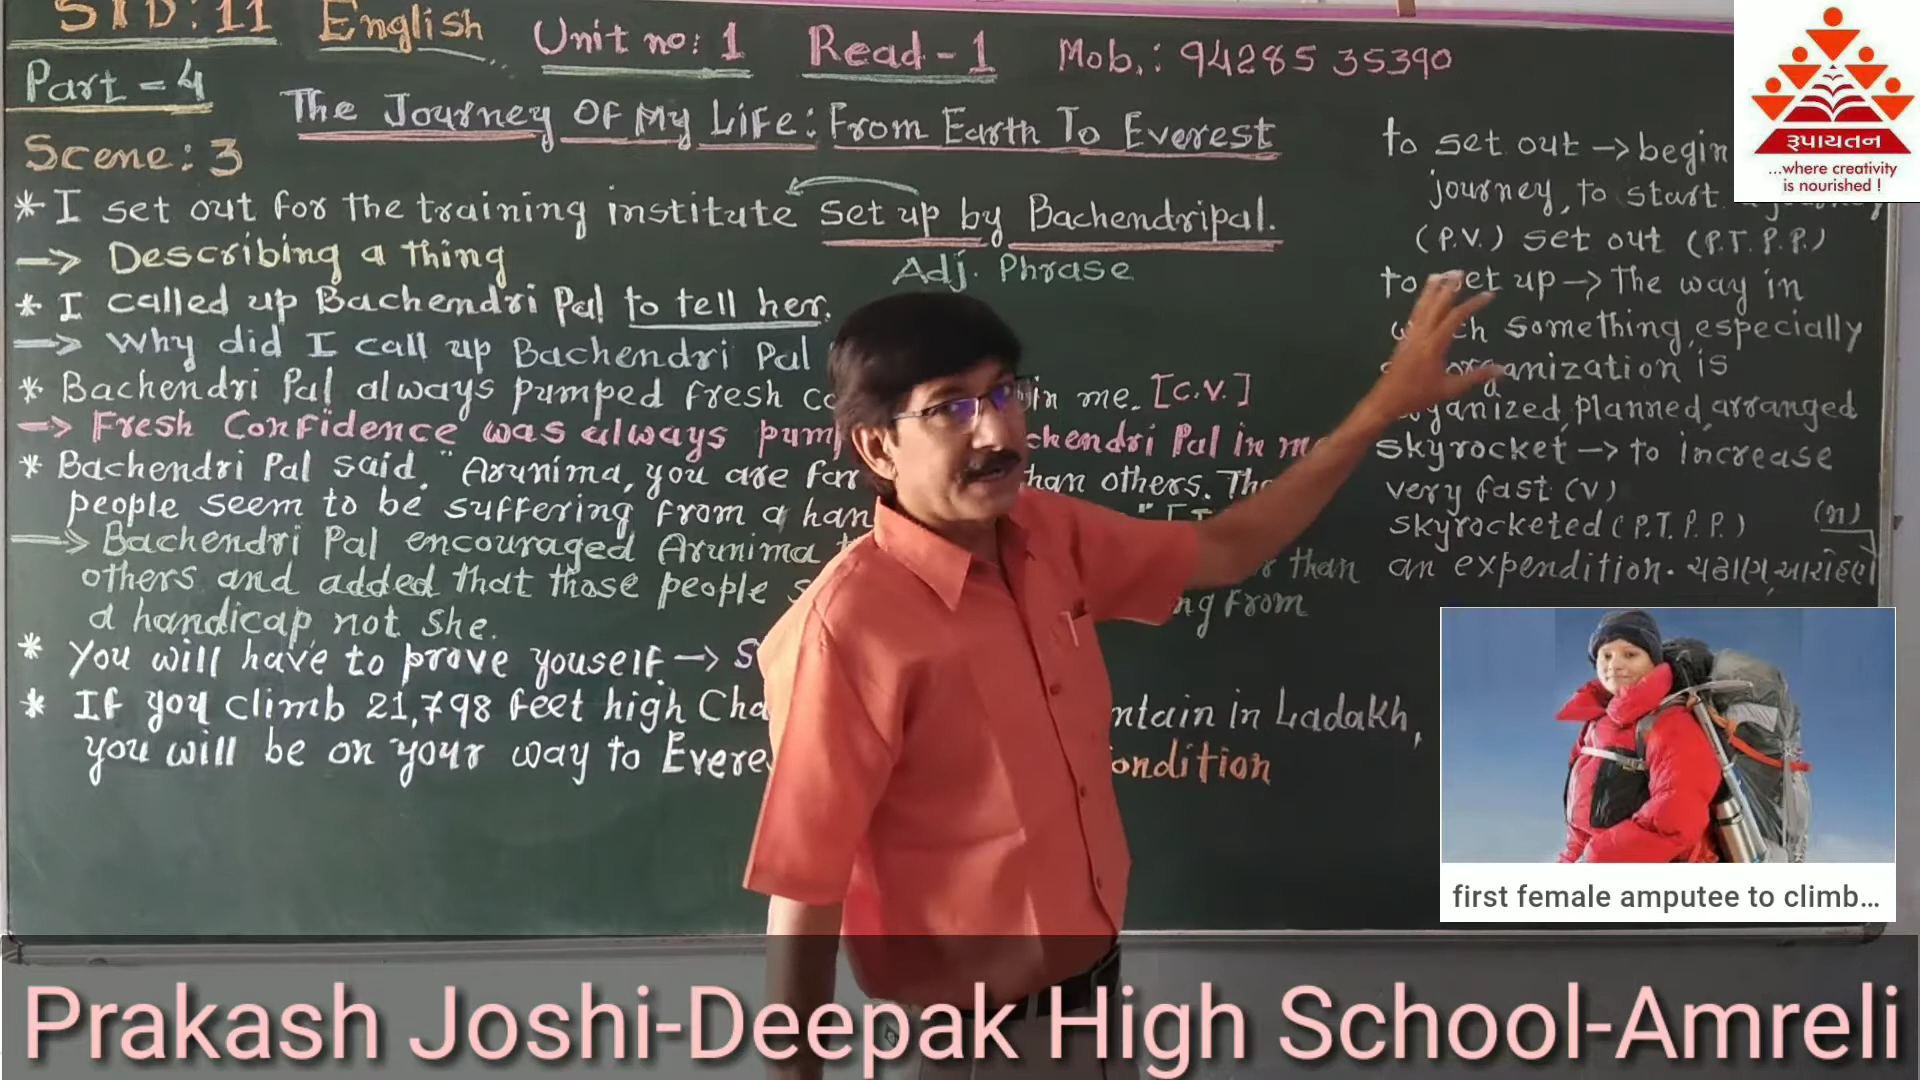 STD:11 English Unit no: 1 Read-1 Mob.: 94285 35390
Part-4
The Journey Of My Life: From Earth To Everest
Scene: 3
* I set out for the training institute set up by Bachendripal.
Adj. Phrase
-> Describing a thing
* I called up Bachendri Pal to tell her.
-> Why did I call up Bachendri Pal
* Bachendri Pal always pumped fresh in me. [C.V.]
-> Fresh Confidence was always chendri Pal in
* Bachendri Pal said, "Arunima, you are far than others.
people seem to be suffering from a
-> Bachendri Pal encouraged Arunima than
others and added that those people from
a handicap, not she.
* You will have to prove youself. ->
* If you climb 21,798 feet high ntain in Ladakh,
you will be on your way to ondition
to set out -> begin
journey, to start
(P.V.) set out (P.T. P.P.)
to set up -> The way in
something, especially
organization is
organized, planned, arranged
skyrocket -> to increase
very fast (v)
skyrocketed (P.T. P.P.) (n)
an expendition. ચઢાણ, આરોહણ
રૂપાયતન
...where creativity
is nourished !
first female amputee to climb...
Prakash Joshi-Deepak High School-Amreli